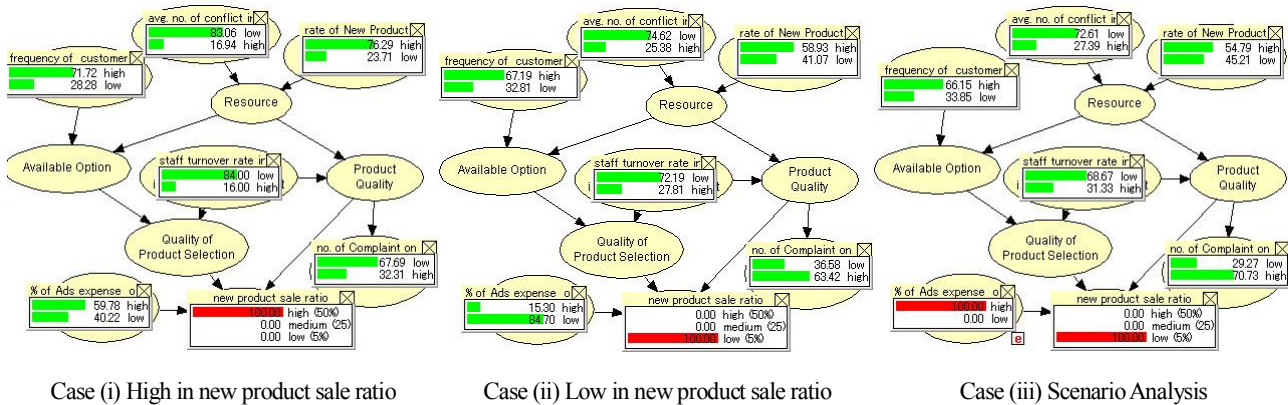 avg. no. of conflict ir
83.06 low
16.94 high
rate of New Product
76.29 high
23.71 low
frequency of customer
71.72 high
28.28 low
Resource
Available Option
staff turnover rate ir
84.00 low
16.00 high
Product
Quality
Quality of
Product Selection
no. of Complaint on
67.69 low
32.31 high
% of Ads expense o
59.78 high
40.22 low
new product sale ratio
100.00 high (50%)
0.00 medium (25)
0.00 low (5%)
Case (i) High in new product sale ratio
avg. no. of conflict ir
74.62 low
25.38 high
rate of New Product
58.93 high
41.07 low
frequency of customer
67.19 high
32.81 low
Resource
Available Option
staff turnover rate ir
72.19 low
27.81 high
Product
Quality
Quality of
Product Selection
no. of Complaint on
36.58 low
63.42 high
% of Ads expense o
15.30 high
84.70 low
new product sale ratio
0.00 high (50%)
0.00 medium (25)
100.00 low (5%)
Case (ii) Low in new product sale ratio
avg. no. of conflict ir
72.61 low
27.39 high
rate of New Product
54.79 high
45.21 low
frequency of customer
66.15 high
33.85 low
Resource
Available Option
staff turnover rate ir
68.67 low
31.33 high
Product
Quality
Quality of
Product Selection
no. of Complaint on
29.27 low
70.73 high
% of Ads expense o
100.00 high
0.00 low
e
new product sale ratio
0.00 high (50%)
0.00 medium (25)
100.00 low (5%)
Case (iii) Scenario Analysis